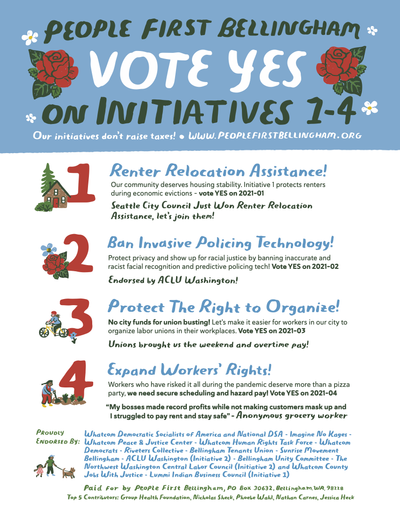 PEOPLE FIRST BELLINGHAM
VOTE YES
ON INITIATIVES 1-4
Our initiatives don't raise taxes! • WWW.PEOPLEFIRSTBELLINGHAM.ORG
1
Renter Relocation Assistance!
Our community deserves housing stability. Initiative 1 protects renters
during economic evictions - vote YES on 2021-01
Seattle City Council Just Won Renter Relocation
Assistance, let's join them!
2
Ban Invasive Policing Technology!
Protect privacy and show up for racial justice by banning inaccurate and
racist facial recognition and predictive policing tech! Vote YES on 2021-02
Endorsed by ACLU Washington!
3
Protect The Right to Organize!
No city funds for union busting! Let's make it easier for workers in our city to
organize labor unions in their workplaces. Vote YES on 2021-03
Unions brought us the weekend and overtime pay!
4
Expand Workers' Rights!
Workers who have risked it all during the pandemic deserve more than a pizza
party, we need secure scheduling and hazard pay! Vote YES on 2021-04
"My bosses made record profits while not making customers mask up and
I struggled to pay rent and stay safe" - Anonymous grocery worker
Proudly
Endorsed By:
Whatcom Democratic Socialists of America and National DSA - Imagine No Kages -
Whatcom Peace & Justice Center - Whatcom Human Rights Task Force - Whatcom
Democrats - Riveters Collective - Bellingham Tenants Union - Sunrise Movement
Bellingham - ACLU Washington (Initiative 2) - Bellingham Unity Committee - The
Northwest Washington Central Labor Council (Initiative 2) and Whatcom County
Jobs With Justice - Lummi Indian Business Council (Initiative 1)
Paid for by People First Bellingham, PO Box 30632, Bellingham, WA, 98228
Top 5 Contributors: Group Health Foundation, Nicholas Shock, Phoebe Wahl, Nathan Carnes, Jessica Heck